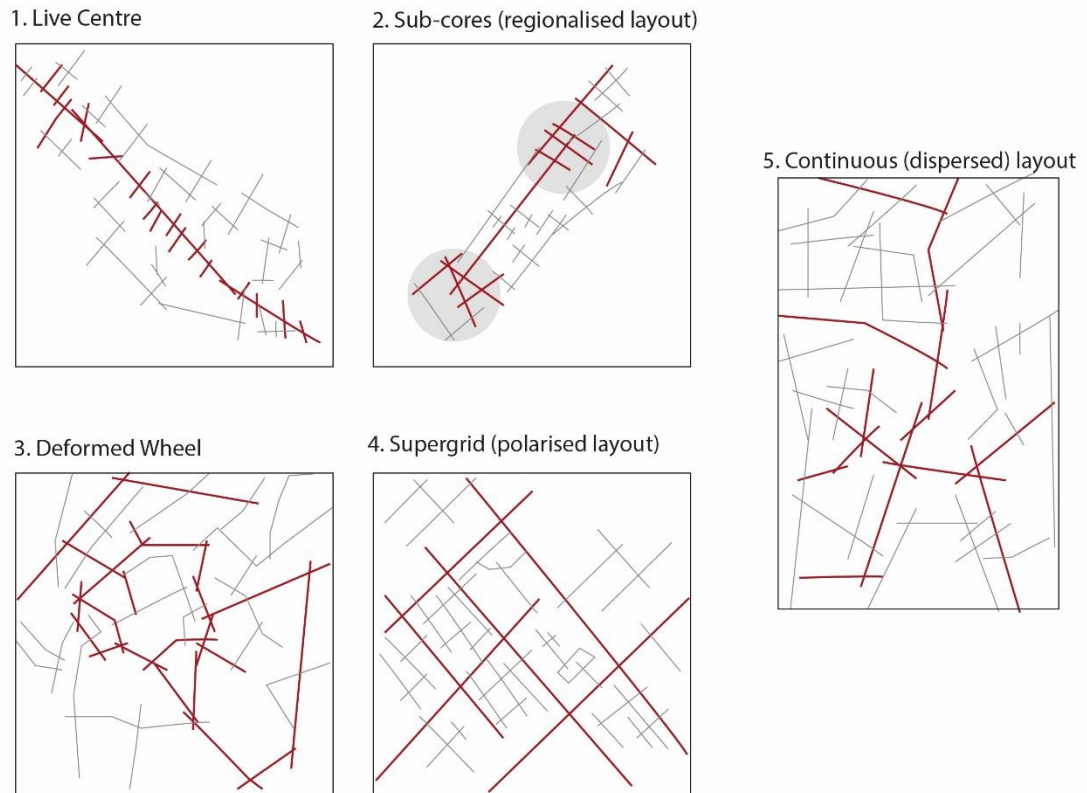 1. Live Centre
2. Sub-cores (regionalised layout)
5. Continuous (dispersed) layout
3. Deformed Wheel
4. Supergrid (polarised layout)